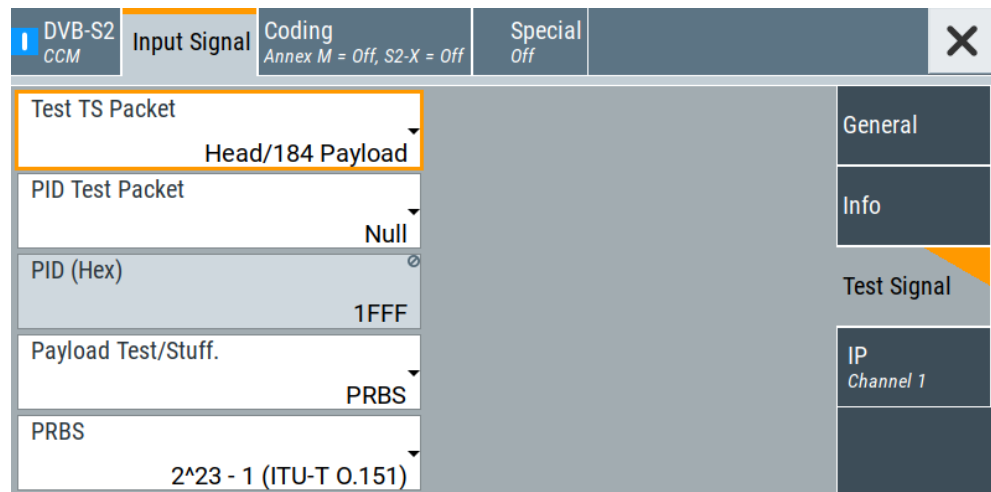 DVB-S2
CCM
Input Signal
Coding
Annex M = Off, S2-X = Off
Special
Off
Test TS Packet
Head/184 Payload
PID Test Packet
Null
PID (Hex)
1FFF
Payload Test/Stuff.
PRBS
PRBS
2^23 - 1 (ITU-T O.151)
General
Info
Test Signal
IP
Channel 1